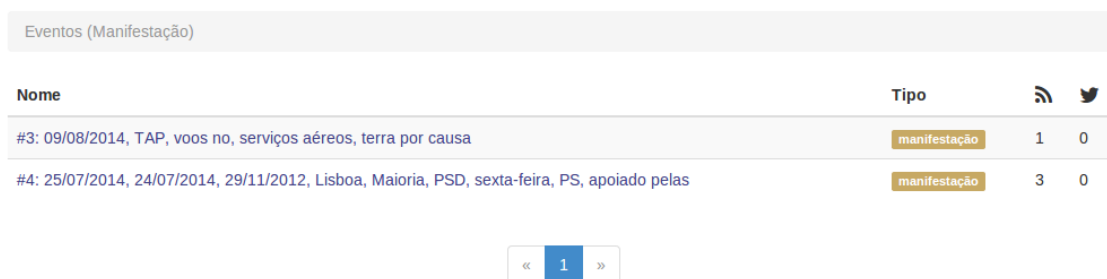 Eventos (Manifestação)
Nome Tipo
#3: 09/08/2014, TAP, voos no, serviços aéreos, terra por causa manifestação 1 0
#4: 25/07/2014, 24/07/2014, 29/11/2012, Lisboa, Maioria, PSD, sexta-feira, PS, apoiado pelas manifestação 3 0
« 1 »